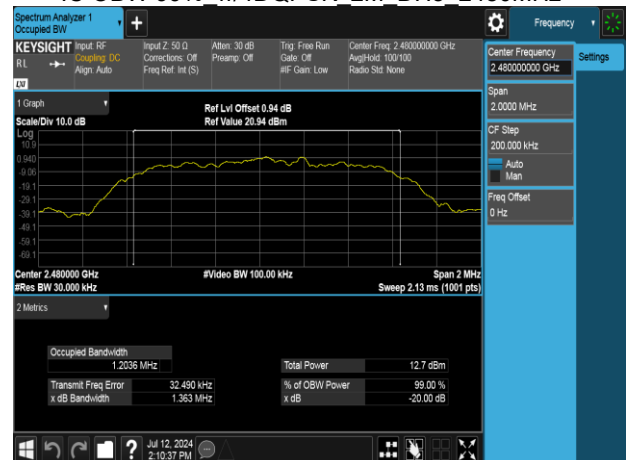 Spectrum Analyzer 1
Occupied BW
Frequency
KEYSIGHT
RL
LXI
Input: RF
Coupling: DC
Align: Auto
Input Z: 50 Ω
Corrections: Off
Freq Ref: Int (S)
Atten: 30 dB
Preamp: Off
Trig: Free Run
Gate: Off
#IF Gain: Low
Center Freq: 2.480000000 GHz
Avg|Hold: 100/100
Radio Std: None
Center Frequency
2.480000000 GHz
Settings
Span
2.0000 MHz
CF Step
200.000 kHz
Auto
Man
Freq Offset
0 Hz
1 Graph
Scale/Div 10.0 dB
Ref Lvl Offset 0.94 dB
Ref Value 20.94 dBm
Log
10.9
0.940
-9.06
-19.1
-29.1
-39.1
-49.1
-59.1
-69.1
Center 2.480000 GHz
#Res BW 30.000 kHz
#Video BW 100.00 kHz
Span 2 MHz
Sweep 2.13 ms (1001 pts)
2 Metrics
Occupied Bandwidth
1.2036 MHz
Total Power 12.7 dBm
Transmit Freq Error 32.490 kHz
% of OBW Power 99.00 %
x dB Bandwidth 1.363 MHz
x dB -20.00 dB
?
Jul 12, 2024
2:10:37 PM